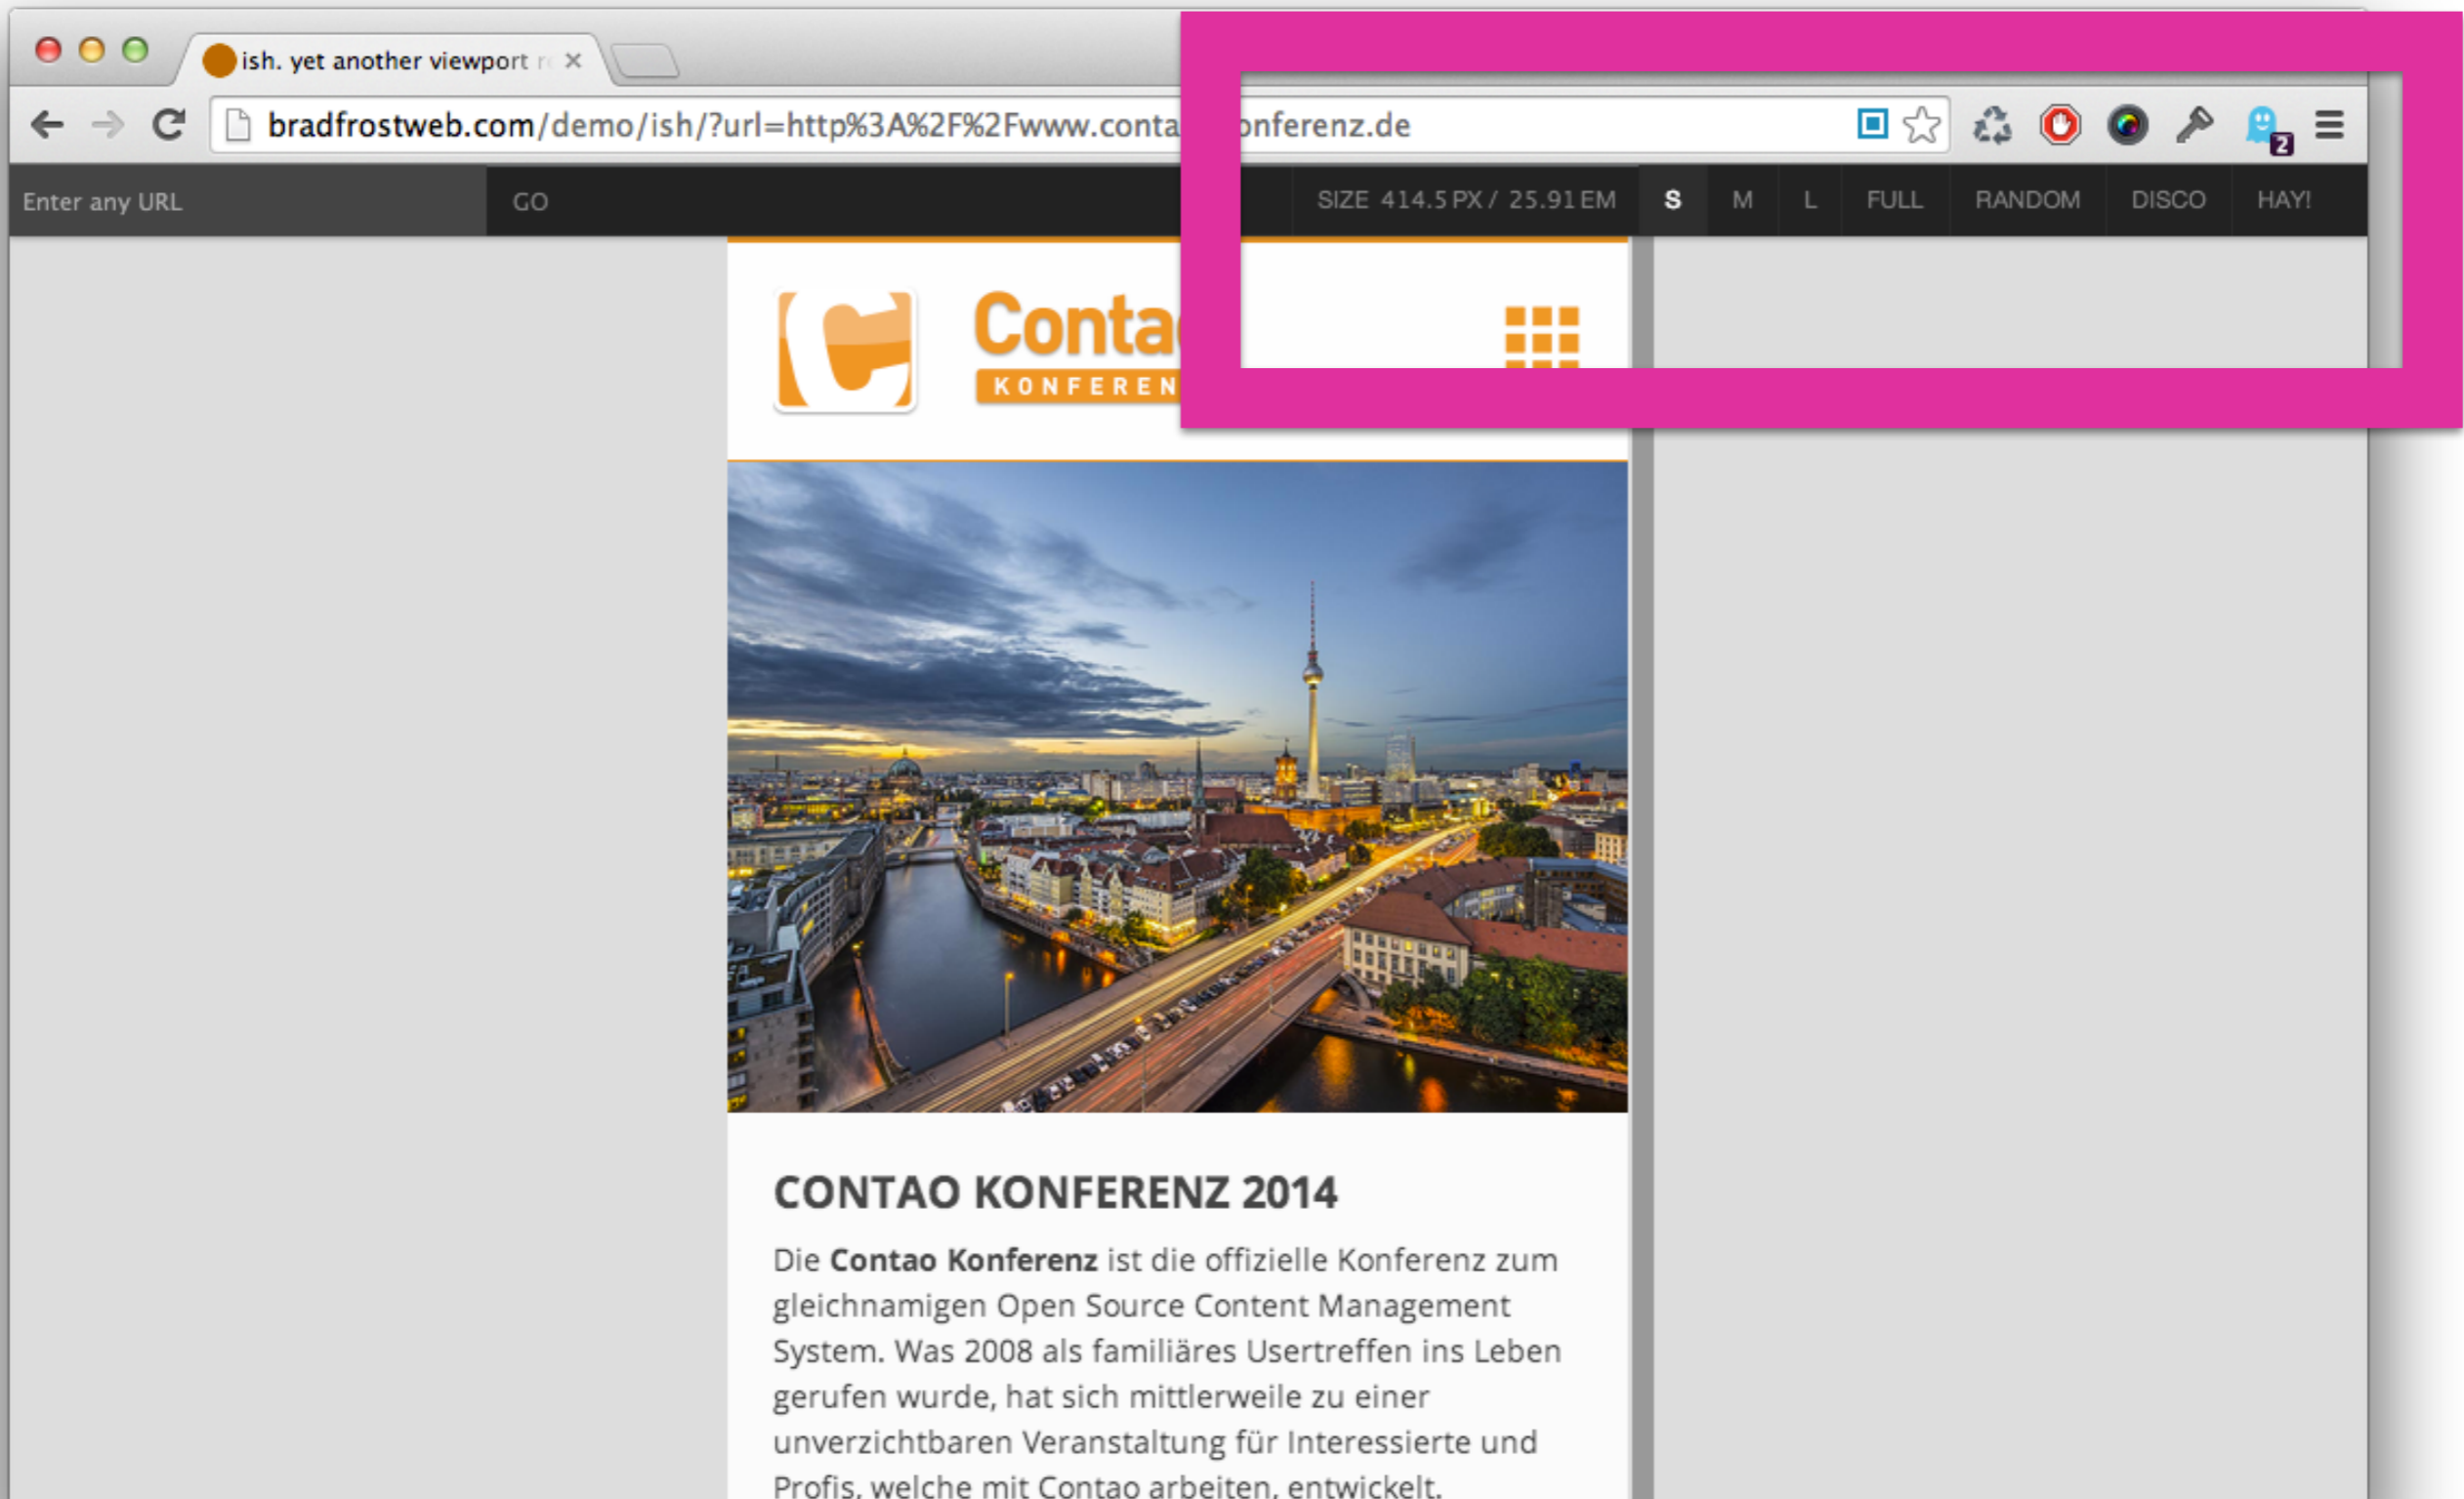 ish. yet another viewport
bradfrostweb.com/demo/ish/?url=http%3A%2F%2Fwww.conta onferenz.de
2
Enter any URL GO SIZE 414.5 PX / 25.91 EM S M L FULL RANDOM DISCO HAY!
Conta
KONFEREN
CONTAO KONFERENZ 2014
Die Contao Konferenz ist die offizielle Konferenz zum
gleichnamigen Open Source Content Management
System. Was 2008 als familiäres Usertreffen ins Leben
gerufen wurde, hat sich mittlerweile zu einer
unverzichtbaren Veranstaltung für Interessierte und
Profis, welche mit Contao arbeiten, entwickelt.